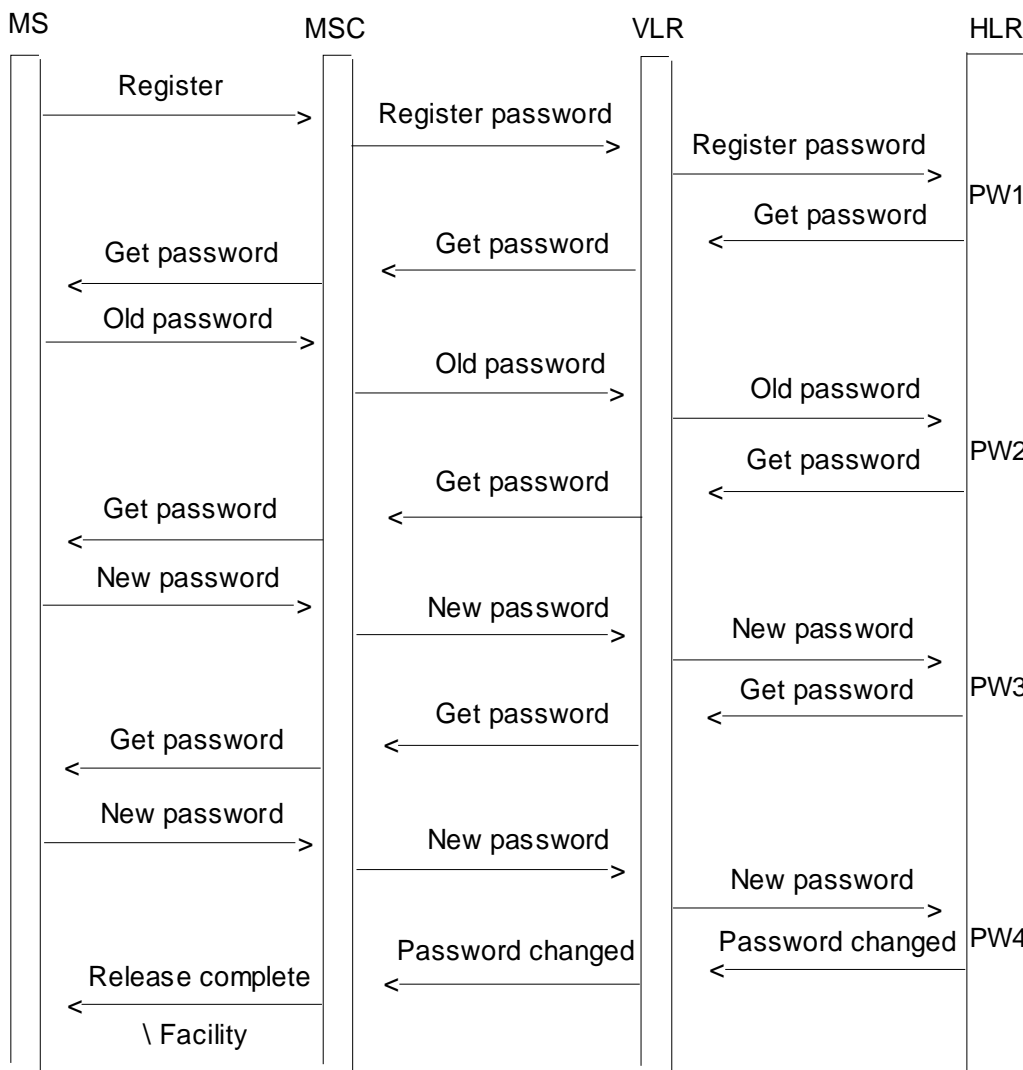 MS
MSC
VLR
HLR
Register
Register password
Register password
PW1
Get password
Get password
Get password
Old password
Old password
Old password
PW2
Get password
Get password
Get password
New password
New password
New password
PW3
Get password
Get password
Get password
New password
New password
New password
PW4
Password changed
Password changed
Release complete
\ Facility